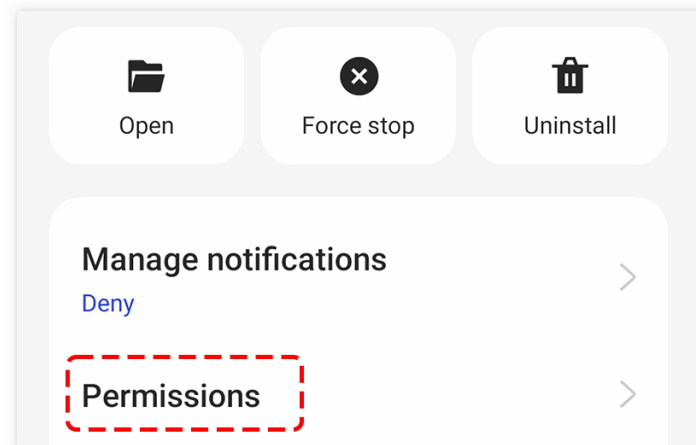 Open Force stop Uninstall
Manage notifications
Deny
Permissions